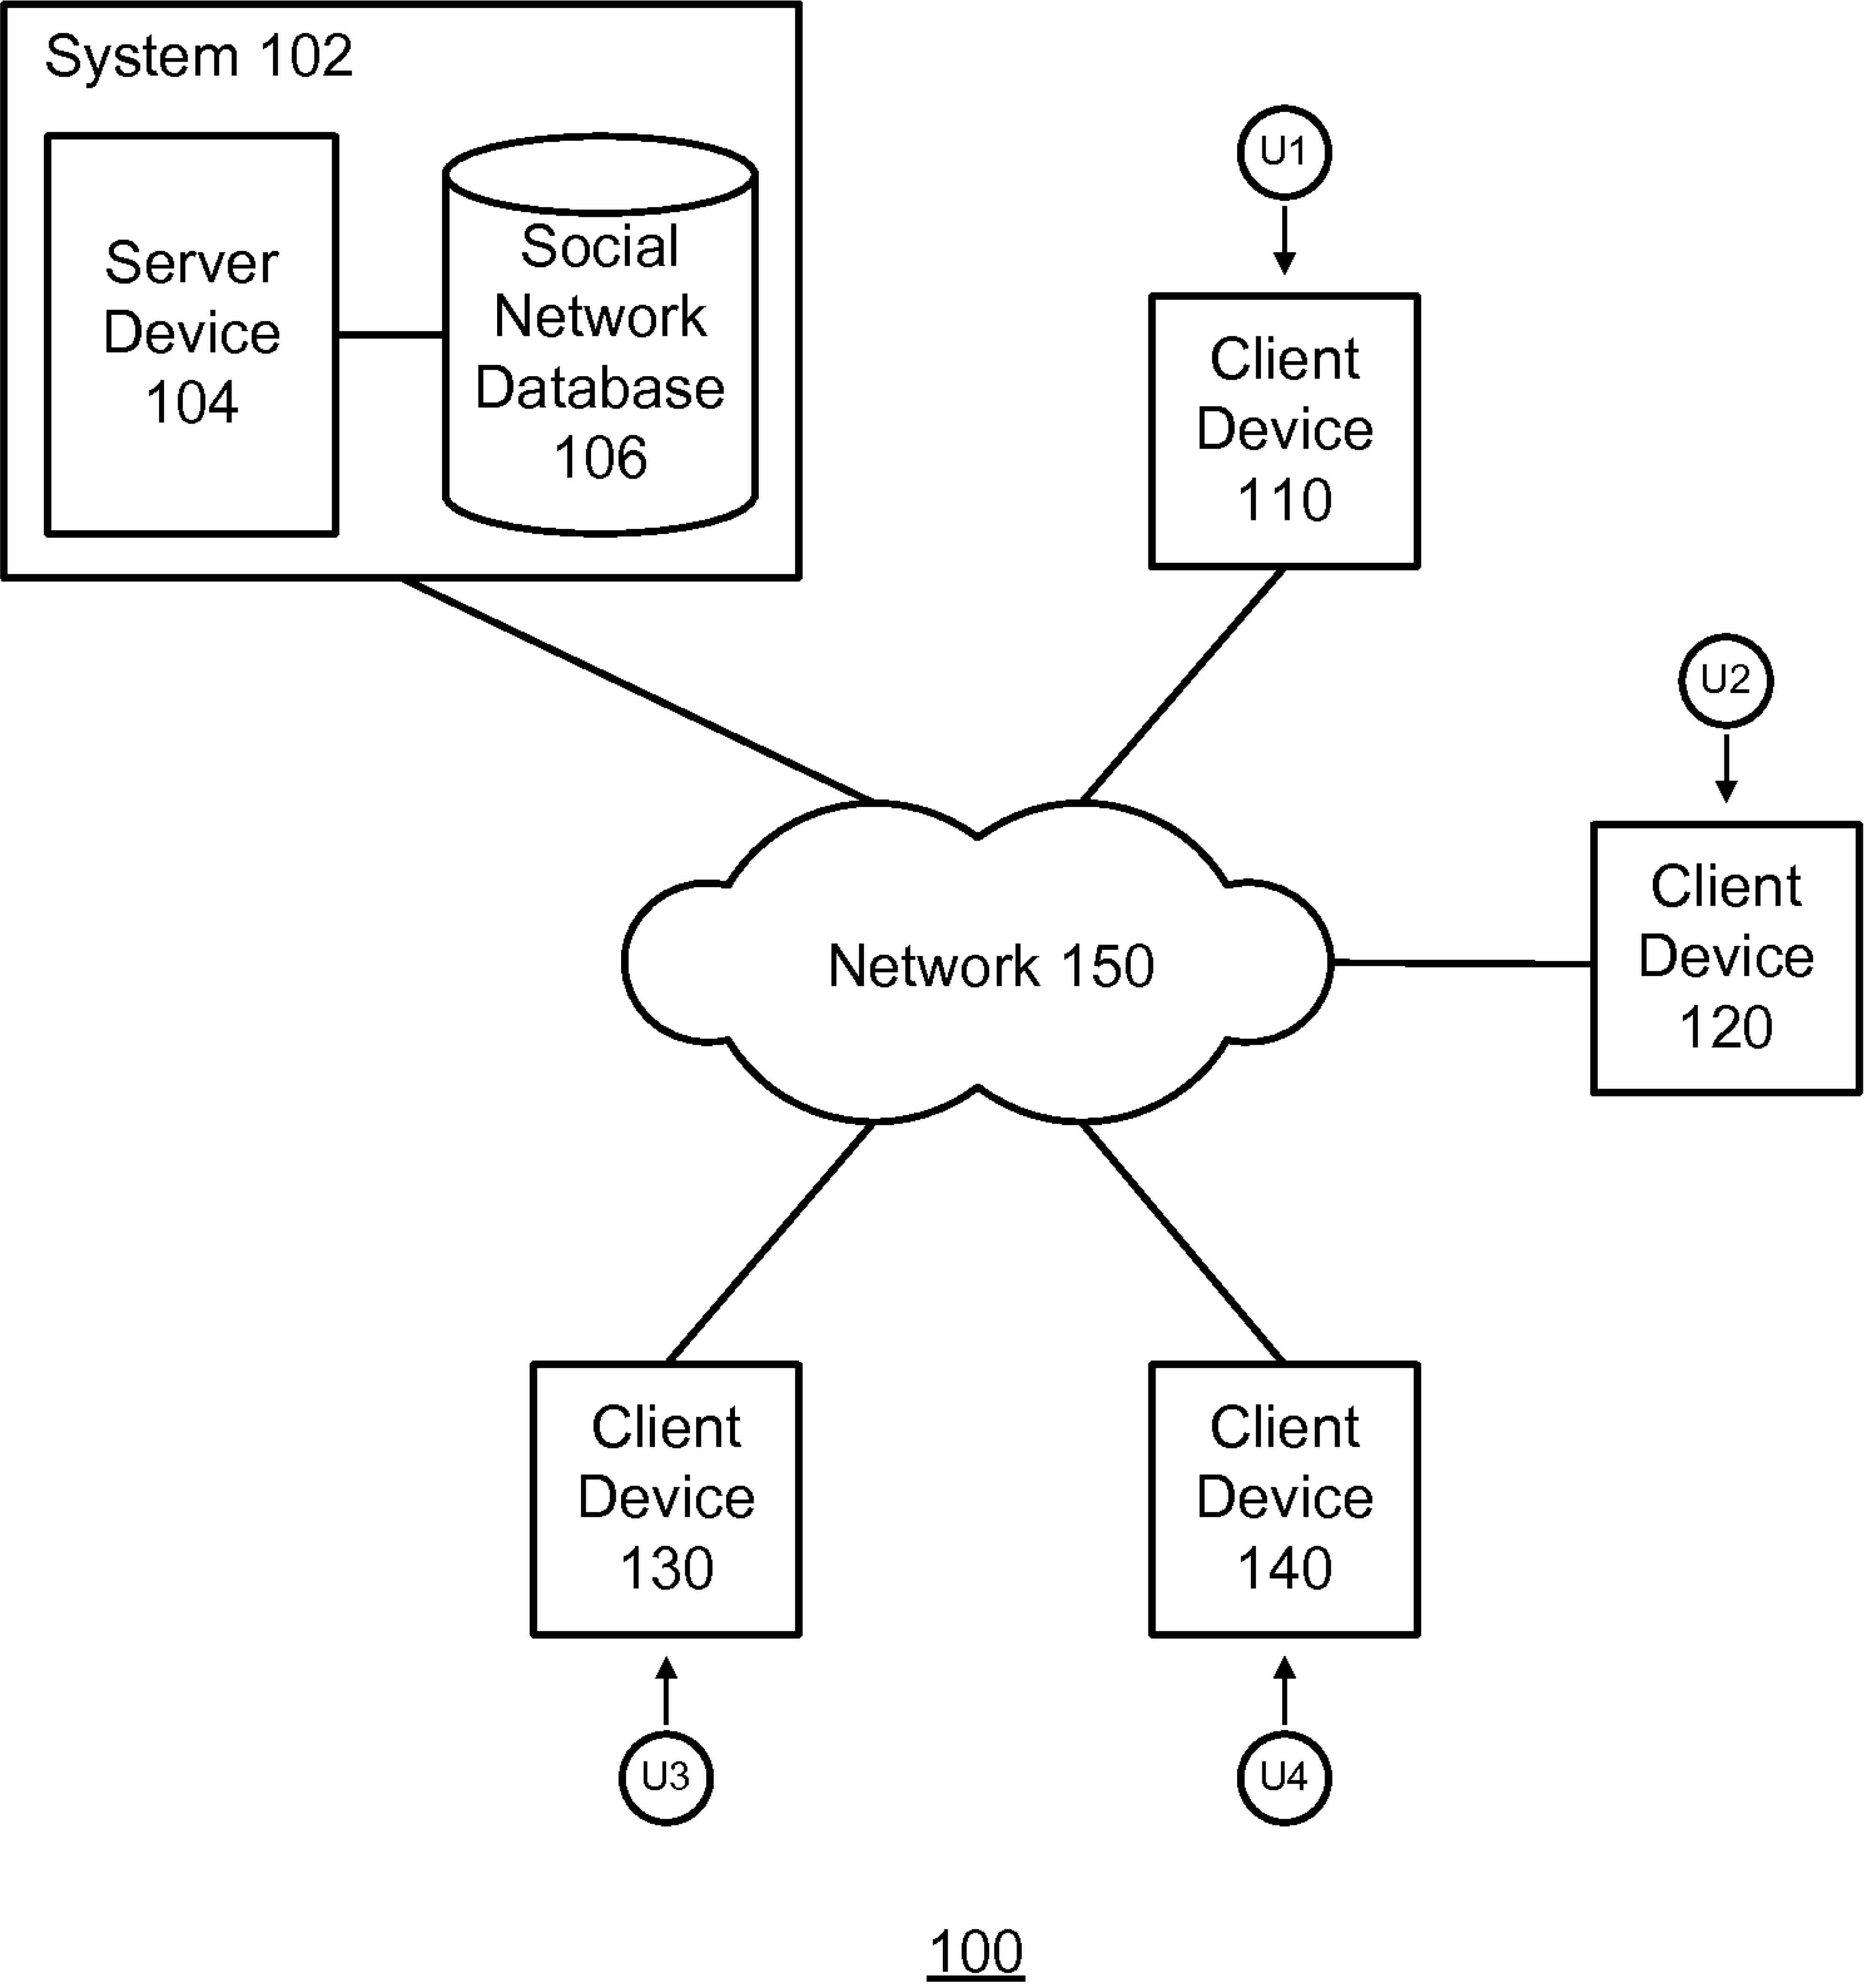 System 102
Server
Device
104
Social
Network
Database
106
U1
Client
Device
110
U2
Client
Device
120
Network 150
Client
Device
130
Client
Device
140
U3
U4
100